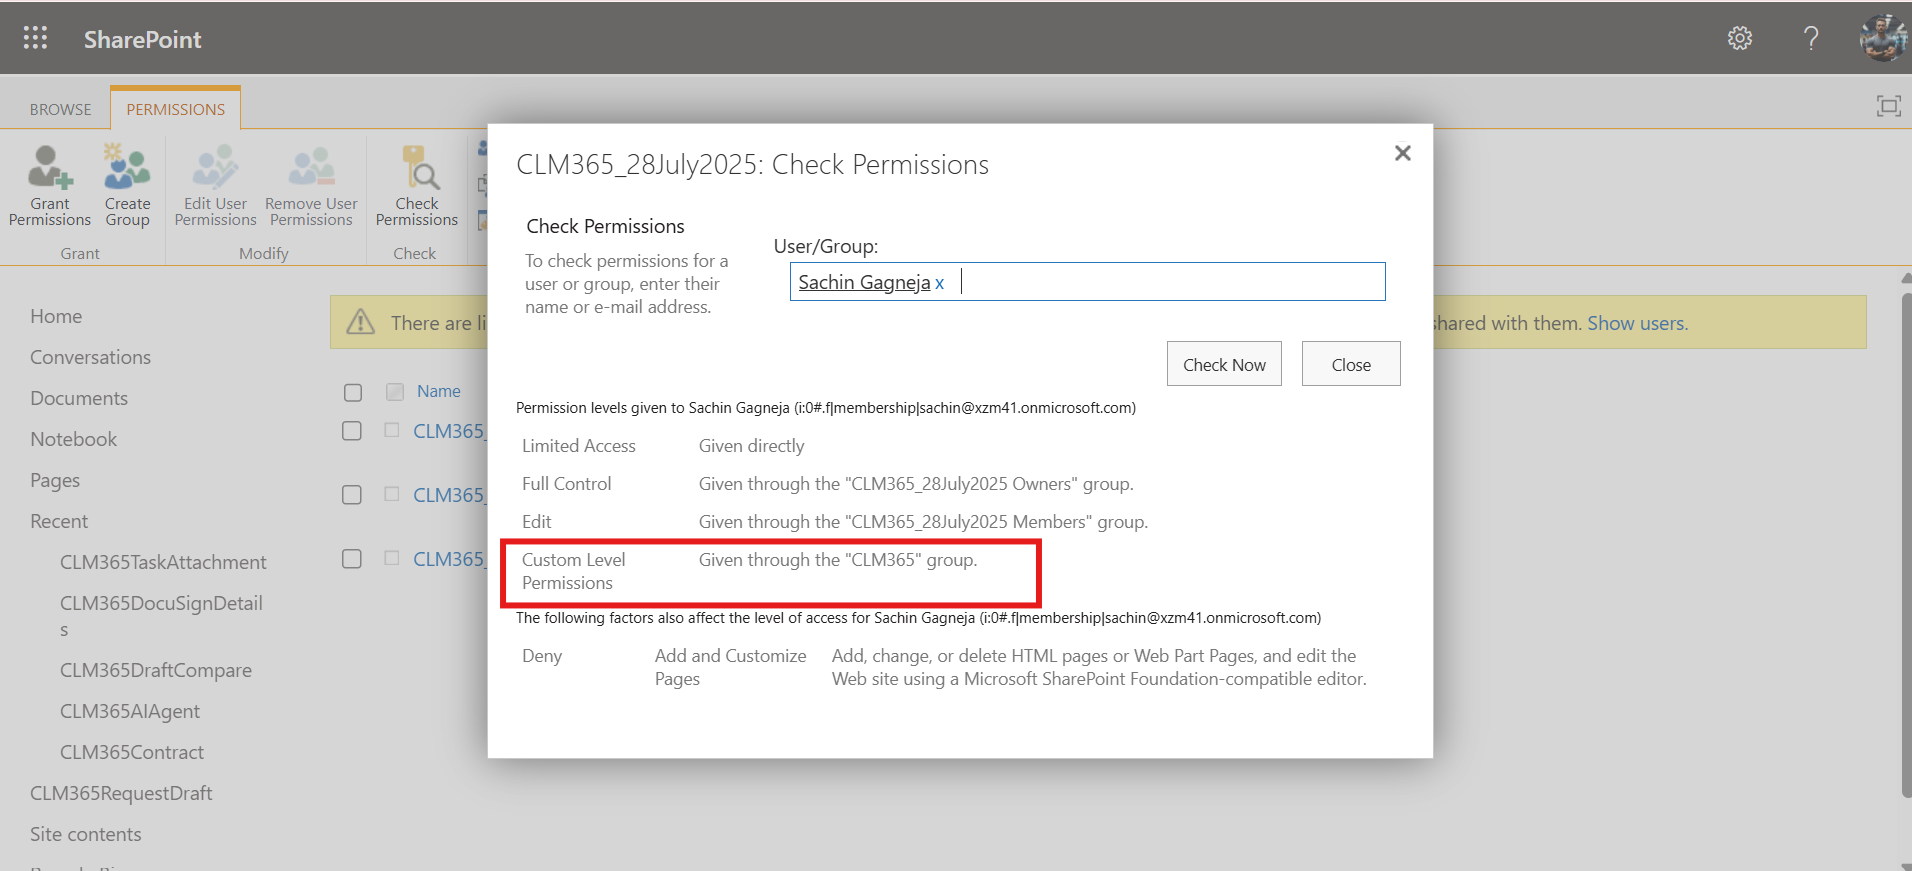 SharePoint
BROWSE
PERMISSIONS
Grant
Permissions
Create
Group
Edit User
Permissions
Remove User
Permissions
Check
Permissions
Grant
Modify
Check
Home
Conversations
Documents
Notebook
Pages
Recent
CLM365TaskAttachment
CLM365DocuSignDetail
s
CLM365DraftCompare
CLM365AIAgent
CLM365Contract
CLM365RequestDraft
Site contents
There are li
shared with them. Show users.
Name
CLM365_
CLM365_
CLM365_
CLM365_28July2025: Check Permissions
Check Permissions
To check permissions for a
user or group, enter their
name or e-mail address.
User/Group:
Sachin Gagneja x
Check Now
Close
Permission levels given to Sachin Gagneja (i:0#.f|membership|sachin@xzm41.onmicrosoft.com)
Limited Access Given directly
Full Control Given through the "CLM365_28July2025 Owners" group.
Edit Given through the "CLM365_28July2025 Members" group.
Custom Level Given through the "CLM365" group.
Permissions
The following factors also affect the level of access for Sachin Gagneja (i:0#.f|membership|sachin@xzm41.onmicrosoft.com)
Deny Add and Customize Add, change, or delete HTML pages or Web Part Pages, and edit the
Pages Web site using a Microsoft SharePoint Foundation-compatible editor.